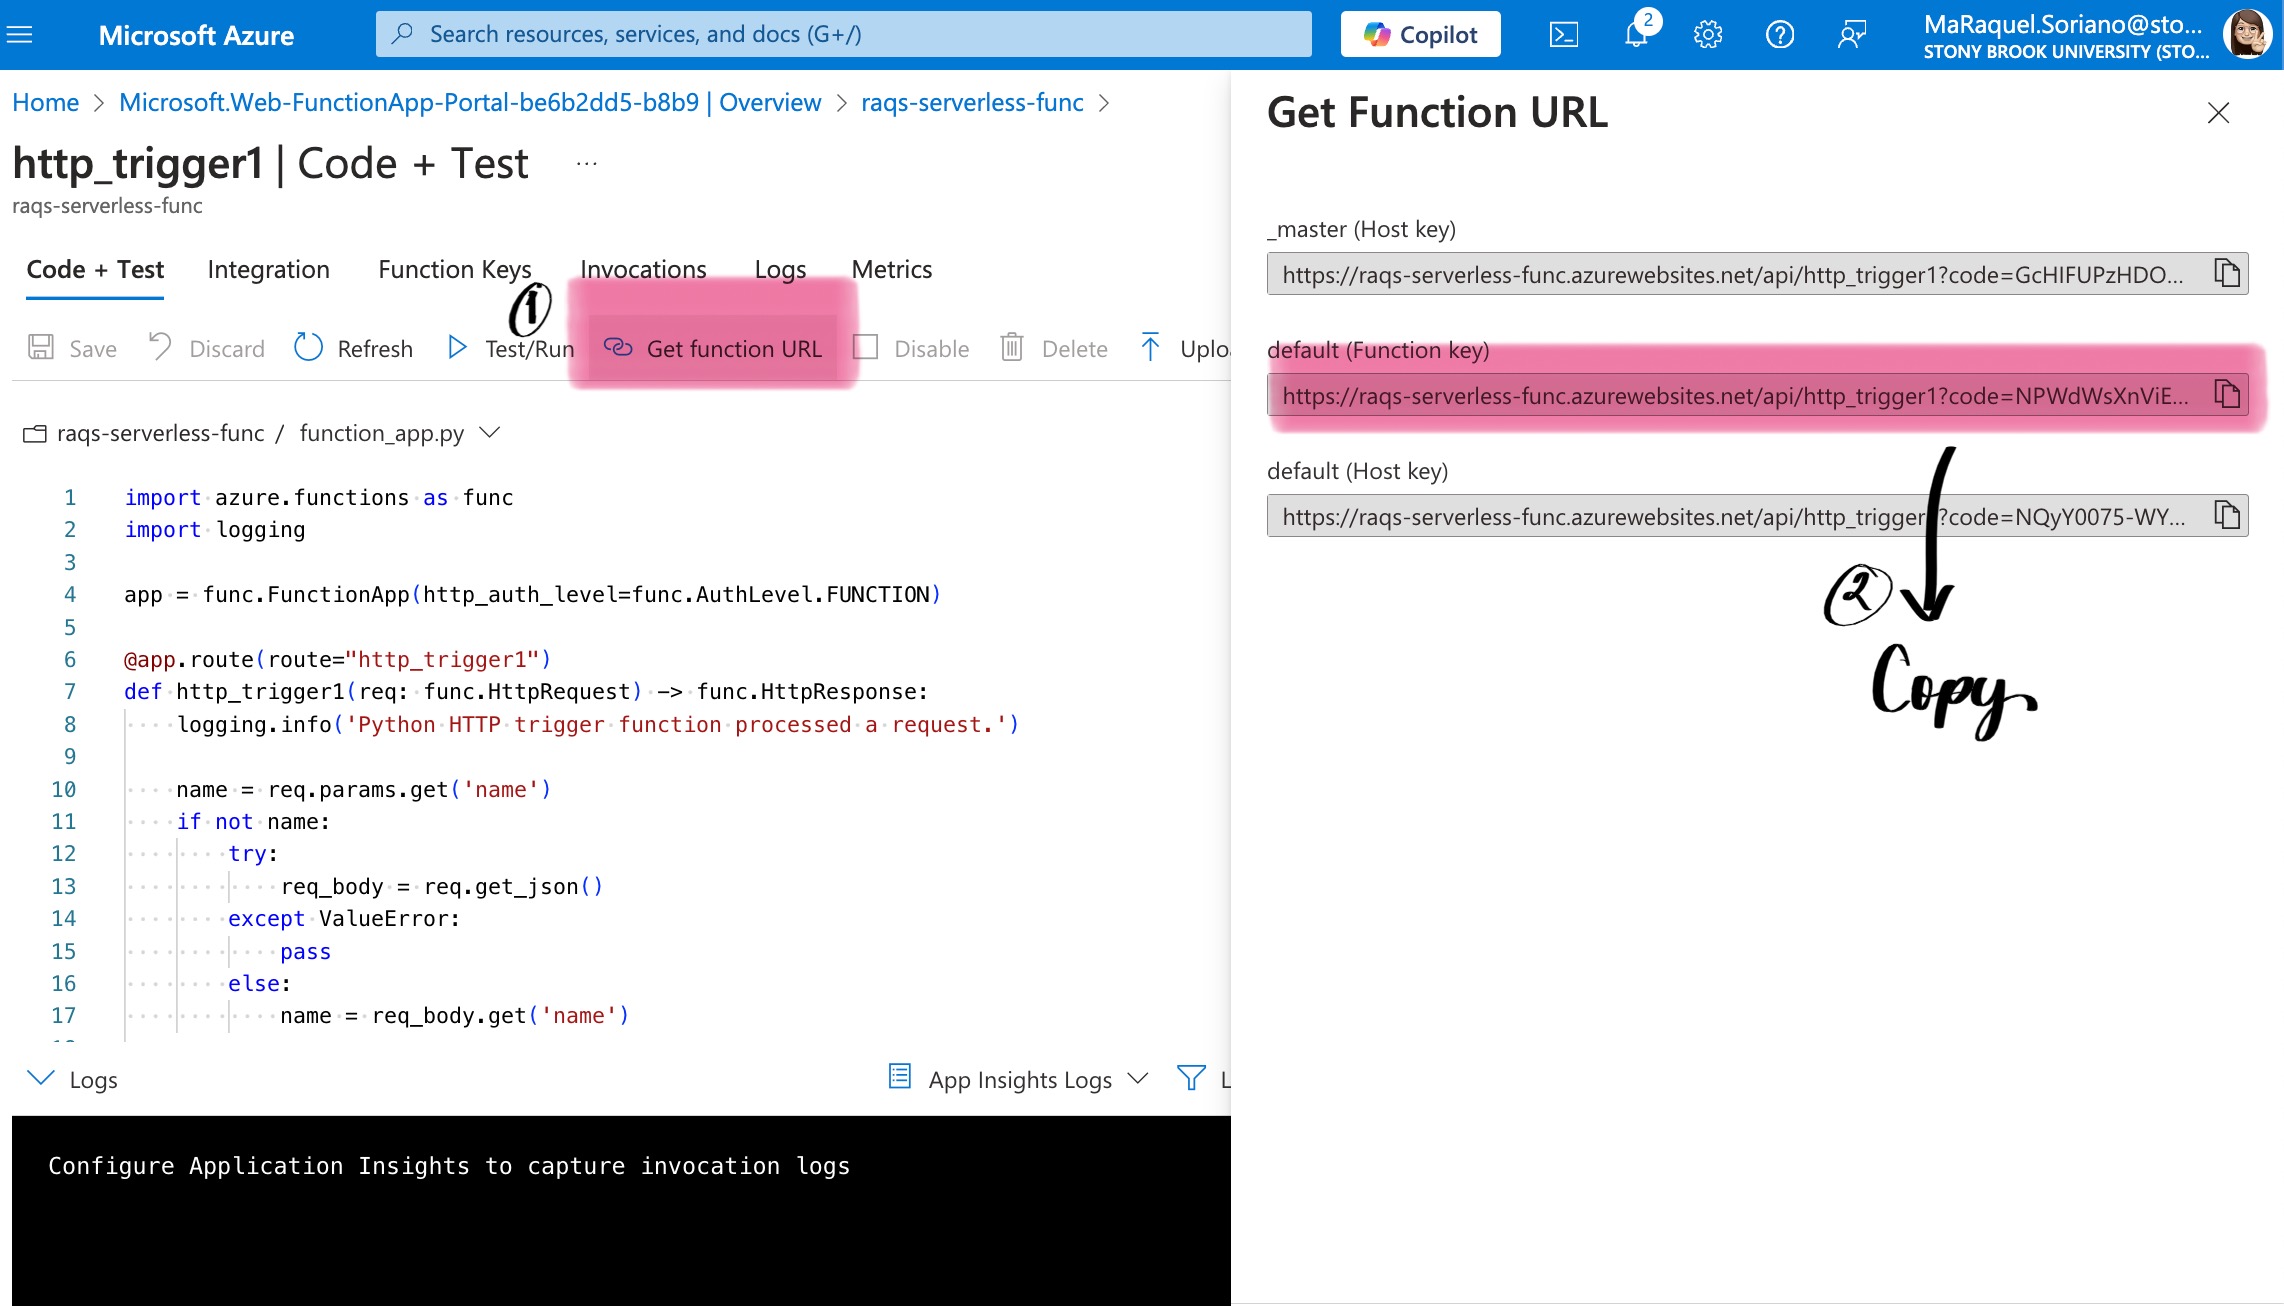 Microsoft Azure
Search resources, services, and docs (G+/)
Copilot
2
MaRaquel.Soriano@sto...
STONY BROOK UNIVERSITY (STO...
Home > Microsoft.Web-FunctionApp-Portal-be6b2dd5-b8b9 | Overview > raqs-serverless-func >
http_trigger1 | Code + Test ...
raqs-serverless-func
Code + Test Integration Function Keys Invocations Logs Metrics
1
Save Discard Refresh Test/Run Get function URL Disable Delete Uplo
raqs-serverless-func / function_app.py
1 import azure.functions as func
2 import logging
3
4 app = func.FunctionApp(http_auth_level=func.AuthLevel.FUNCTION)
5
6 @app.route(route="http_trigger1")
7 def http_trigger1(req: func.HttpRequest) -> func.HttpResponse:
8 logging.info('Python HTTP trigger function processed a request.')
9
10 name = req.params.get('name')
11 if not name:
12 try:
13 req_body = req.get_json()
14 except ValueError:
15 pass
16 else:
17 name = req_body.get('name')
Logs
App Insights Logs
L
Configure Application Insights to capture invocation logs
Get Function URL
_master (Host key)
https://raqs-serverless-func.azurewebsites.net/api/http_trigger1?code=GcHIFUPzHDO...
default (Function key)
https://raqs-serverless-func.azurewebsites.net/api/http_trigger1?code=NPWdWsXnViE...
default (Host key)
https://raqs-serverless-func.azurewebsites.net/api/http_trigger ?code=NQyY0075-WY...
2
Copy